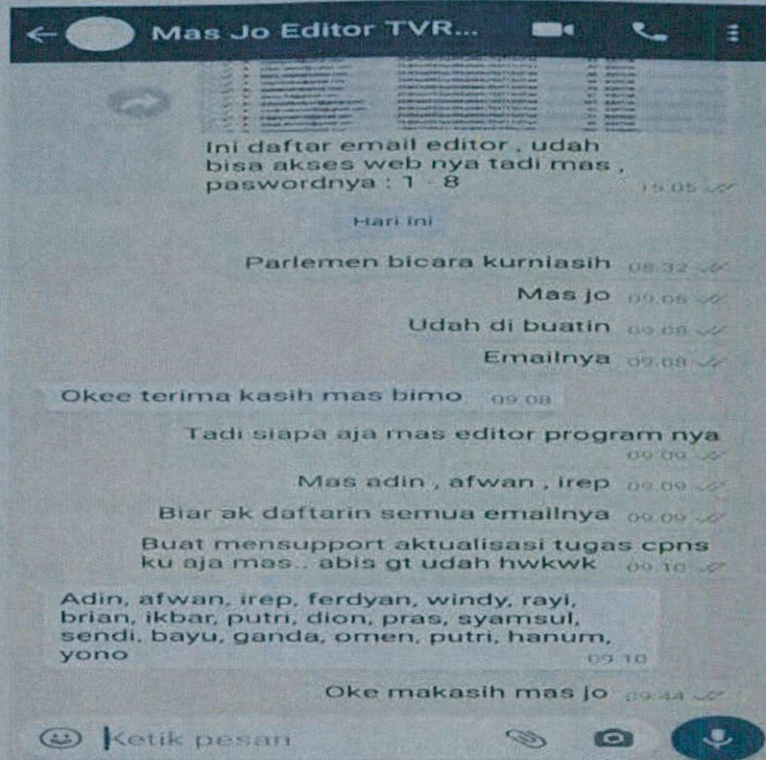 Mas Jo Editor TVR...
Ini daftar email editor , udah
bisa akses web nya tadi mas ,
paswordnya : 1 - 8
15.05
Hari ini
Parlemen bicara kurniasih 08.32
Mas jo 09.08
Udah di buatin 09.08
Emailnya 09.08
Okee terima kasih mas bimo 09.08
Tadi siapa aja mas editor program nya
09.09
Mas adin , afwan , irep 09.09
Biar ak daftarin semua emailnya 09.09
Buat mensupport aktualisasi tugas cpns
ku aja mas.. abis gt udah hwkwk 09.10
Adin, afwan, irep, ferdyan, windy, rayi,
brian, ikbar, putri, dion, pras, syamsul,
sendi, bayu, ganda, omen, putri, hanum,
yono 09.10
Oke makasih mas jo 09.44
Ketik pesan